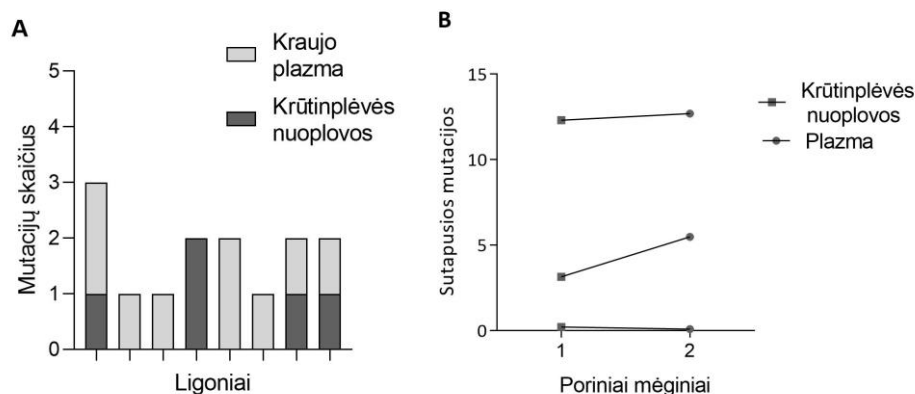 A
Kraujo
plazma
Krūtinplėvės
nuoplovos
Mutacijų skaičius
5
4
3
2
1
0
Ligoniai
B
Sutapusios mutacijos
15
10
5
0
1
2
Poriniai mėginiai
Krūtinplėvės
nuoplovos
Plazma